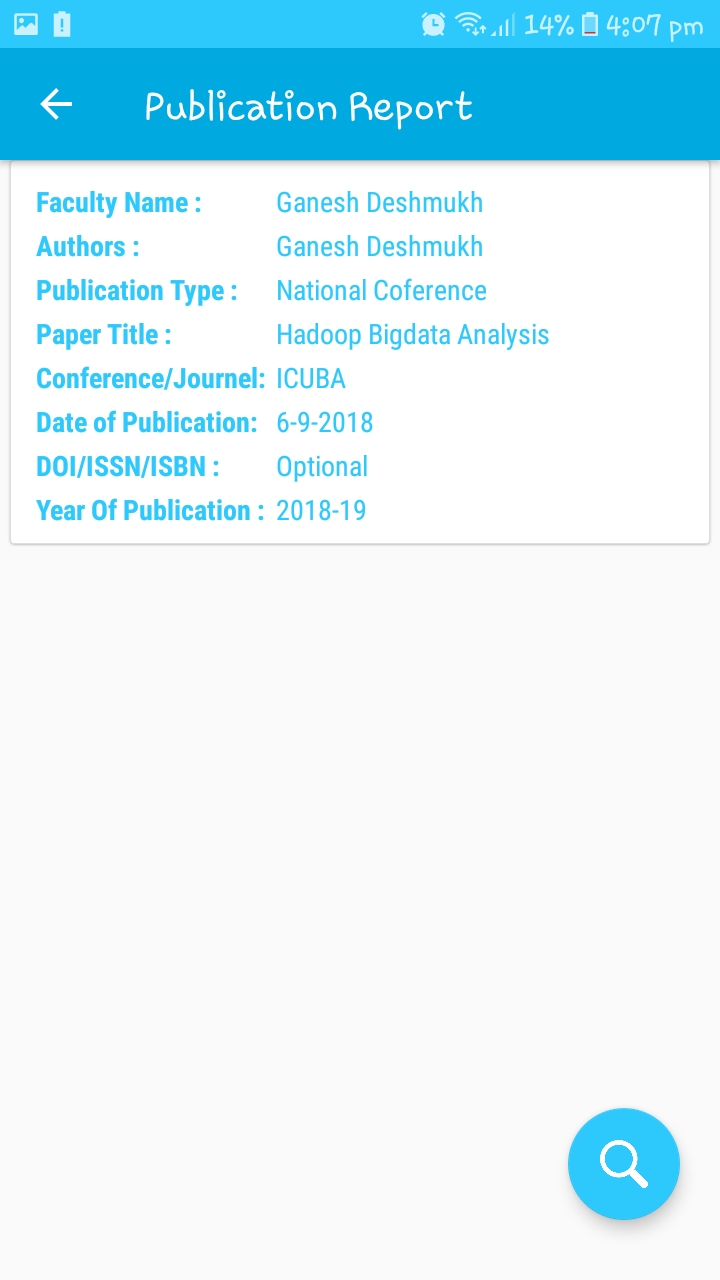 14% 4:07 pm
Publication Report
Faculty Name : Ganesh Deshmukh
Authors : Ganesh Deshmukh
Publication Type : National Coference
Paper Title : Hadoop Bigdata Analysis
Conference/Journel: ICUBA
Date of Publication: 6-9-2018
DOI/ISSN/ISBN : Optional
Year Of Publication : 2018-19